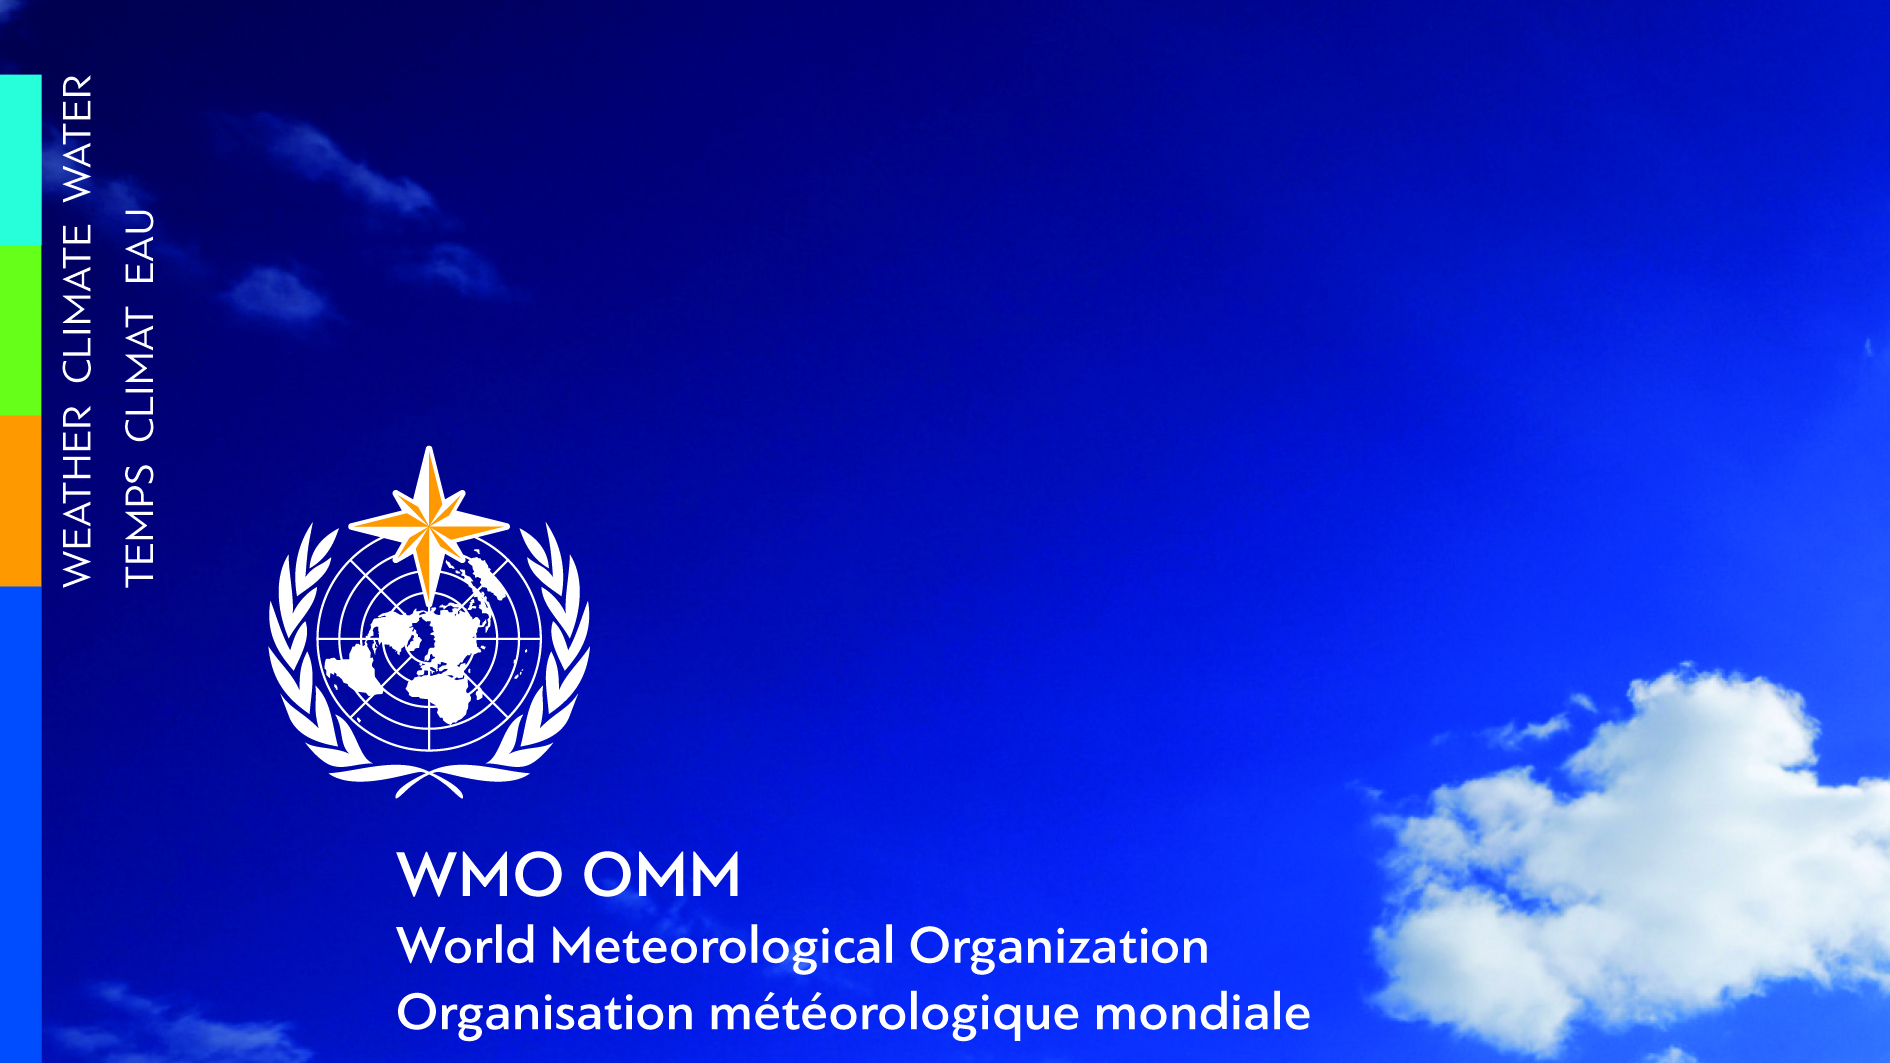 WEATHER CLIMATE WATER
TEMPS CLIMAT EAU
WMO OMM
World Meteorological Organization
Organisation météorologique mondiale